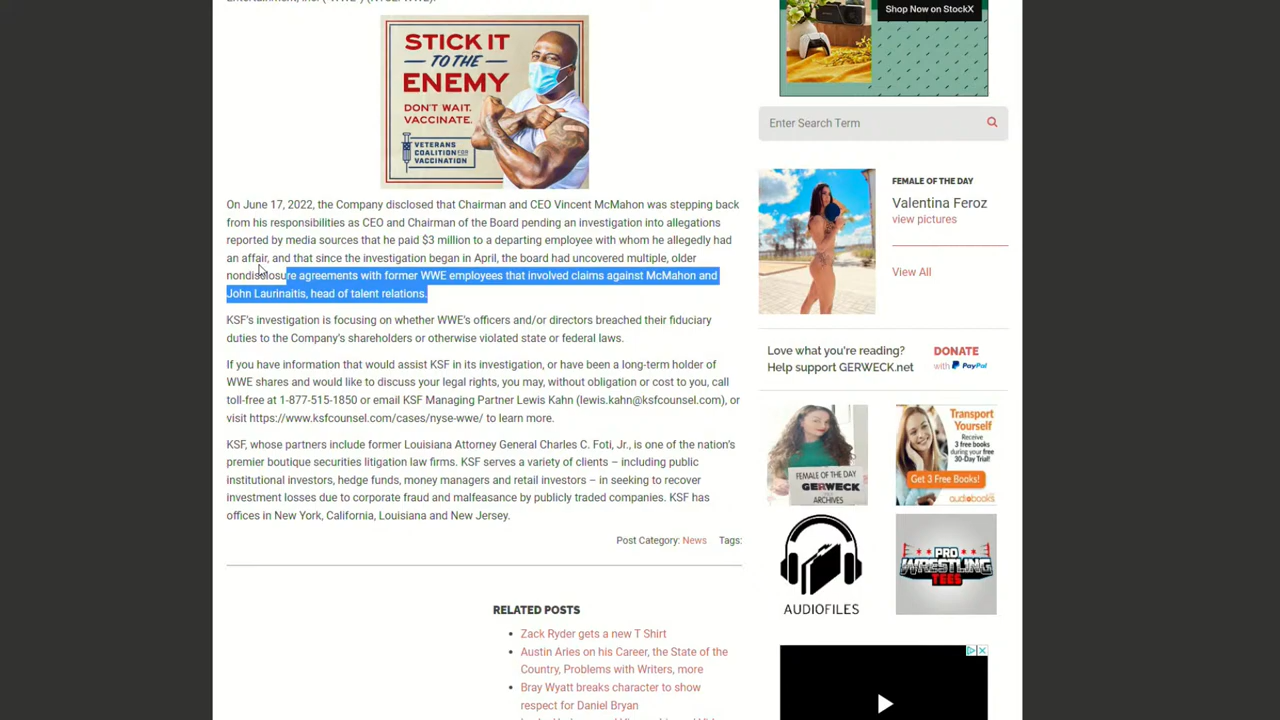 Entertainment, Inc. ("WWE") (NYSE: WWE).
STICK IT
TO THE
ENEMY
DON'T WAIT.
VACCINATE.
VETERANS
COALITION FOR
VACCINATION
On June 17, 2022, the Company disclosed that Chairman and CEO Vincent McMahon was stepping back
from his responsibilities as CEO and Chairman of the Board pending an investigation into allegations
reported by media sources that he paid $3 million to a departing employee with whom he allegedly had
an affair, and that since the investigation began in April, the board had uncovered multiple, older
nondisclosure agreements with former WWE employees that involved claims against McMahon and
John Laurinaitis, head of talent relations.
KSF's investigation is focusing on whether WWE's officers and/or directors breached their fiduciary
duties to the Company's shareholders or otherwise violated state or federal laws.
If you have information that would assist KSF in its investigation, or have been a long-term holder of
WWE shares and would like to discuss your legal rights, you may, without obligation or cost to you, call
toll-free at 1-877-515-1850 or email KSF Managing Partner Lewis Kahn (lewis.kahn@ksfcounsel.com), or
visit https://www.ksfcounsel.com/cases/nyse-wwe/ to learn more.
KSF, whose partners include former Louisiana Attorney General Charles C. Foti, Jr., is one of the nation's
premier boutique securities litigation law firms. KSF serves a variety of clients – including public
institutional investors, hedge funds, money managers and retail investors – in seeking to recover
investment losses due to corporate fraud and malfeasance by publicly traded companies. KSF has
offices in New York, California, Louisiana and New Jersey.
Post Category: News Tags:
RELATED POSTS
Zack Ryder gets a new T Shirt
Austin Aries on his Career, the State of the
Country, Problems with Writers, more
Bray Wyatt breaks character to show
respect for Daniel Bryan
Shop Now on StockX
Enter Search Term
FEMALE OF THE DAY
Valentina Feroz
view pictures
View All
Love what you're reading?
Help support GERWECK.net
DONATE
with PayPal
FEMALE OF THE DAY
GERWECK
ARCHIVES
Transport
Yourself
Receive
3 free books
during your free
30-Day Trial!
Get 3 Free Books!
audiobooks
AUDIOFILES
PRO
WRESTLING
TEES